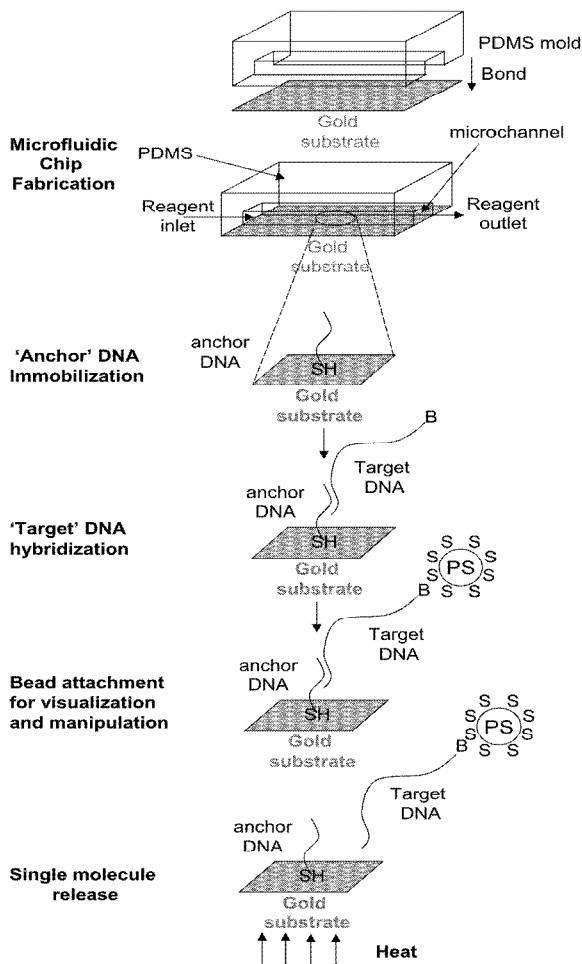 PDMS mold
Bond
Gold
substrate
microchannel
Microfluidic
Chip
Fabrication
PDMS
Reagent
inlet
Reagent
outlet
Gold
substrate
'Anchor' DNA
Immobilization
anchor
DNA
SH
Gold
substrate
B
Target
DNA
'Target' DNA
hybridization
anchor
DNA
SH
Gold
substrate
S S
S S
S PS S
S S
B
Target
DNA
Bead attachment
for visualization
and manipulation
anchor
DNA
SH
Gold
substrate
S S
S S
S PS S
S S
B
Target
DNA
Single molecule
release
anchor
DNA
SH
Gold
substrate
Heat